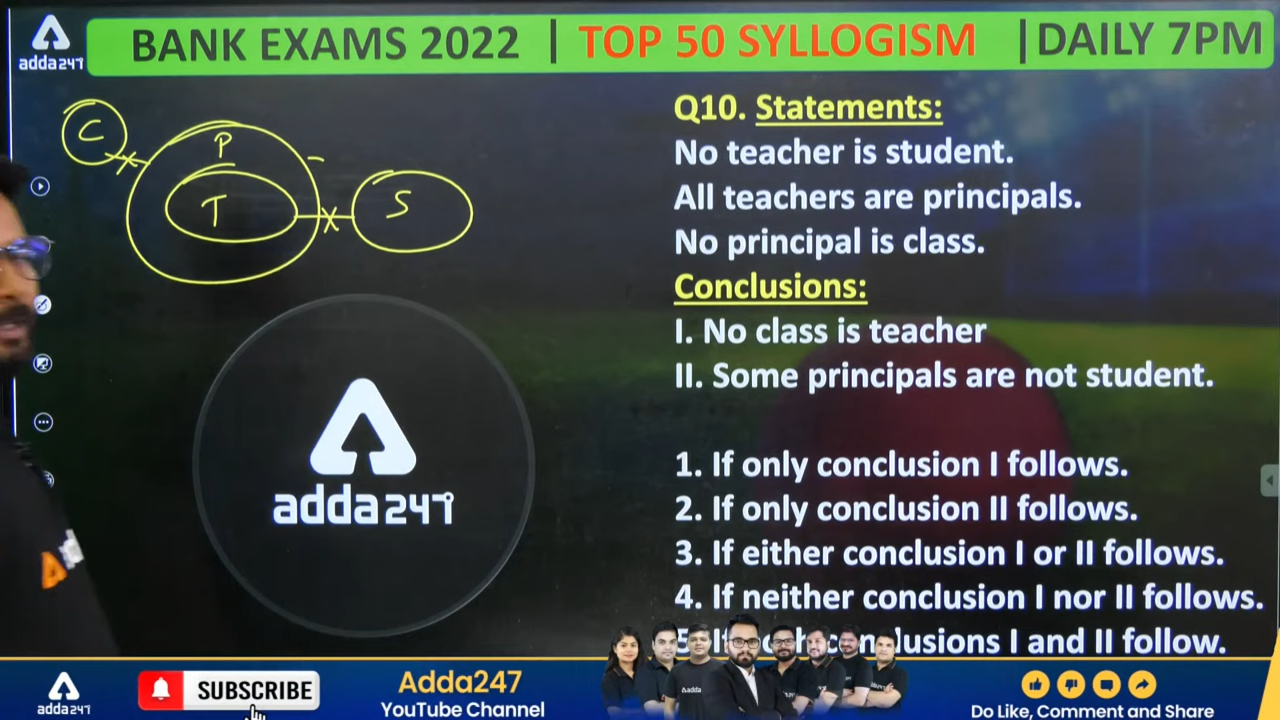 adda247
BANK EXAMS 2022 | TOP 50 SYLLOGISM | DAILY 7PM
C
P
T
S
Q10. Statements:
No teacher is student.
All teachers are principals.
No principal is class.
Conclusions:
I. No class is teacher
II. Some principals are not student.
1. If only conclusion I follows.
2. If only conclusion II follows.
3. If either conclusion I or II follows.
4. If neither conclusion I nor II follows.
I and II follow.
adda247
adda247
SUBSCRIBE
Adda247
YouTube Channel
Like, Comment and Share